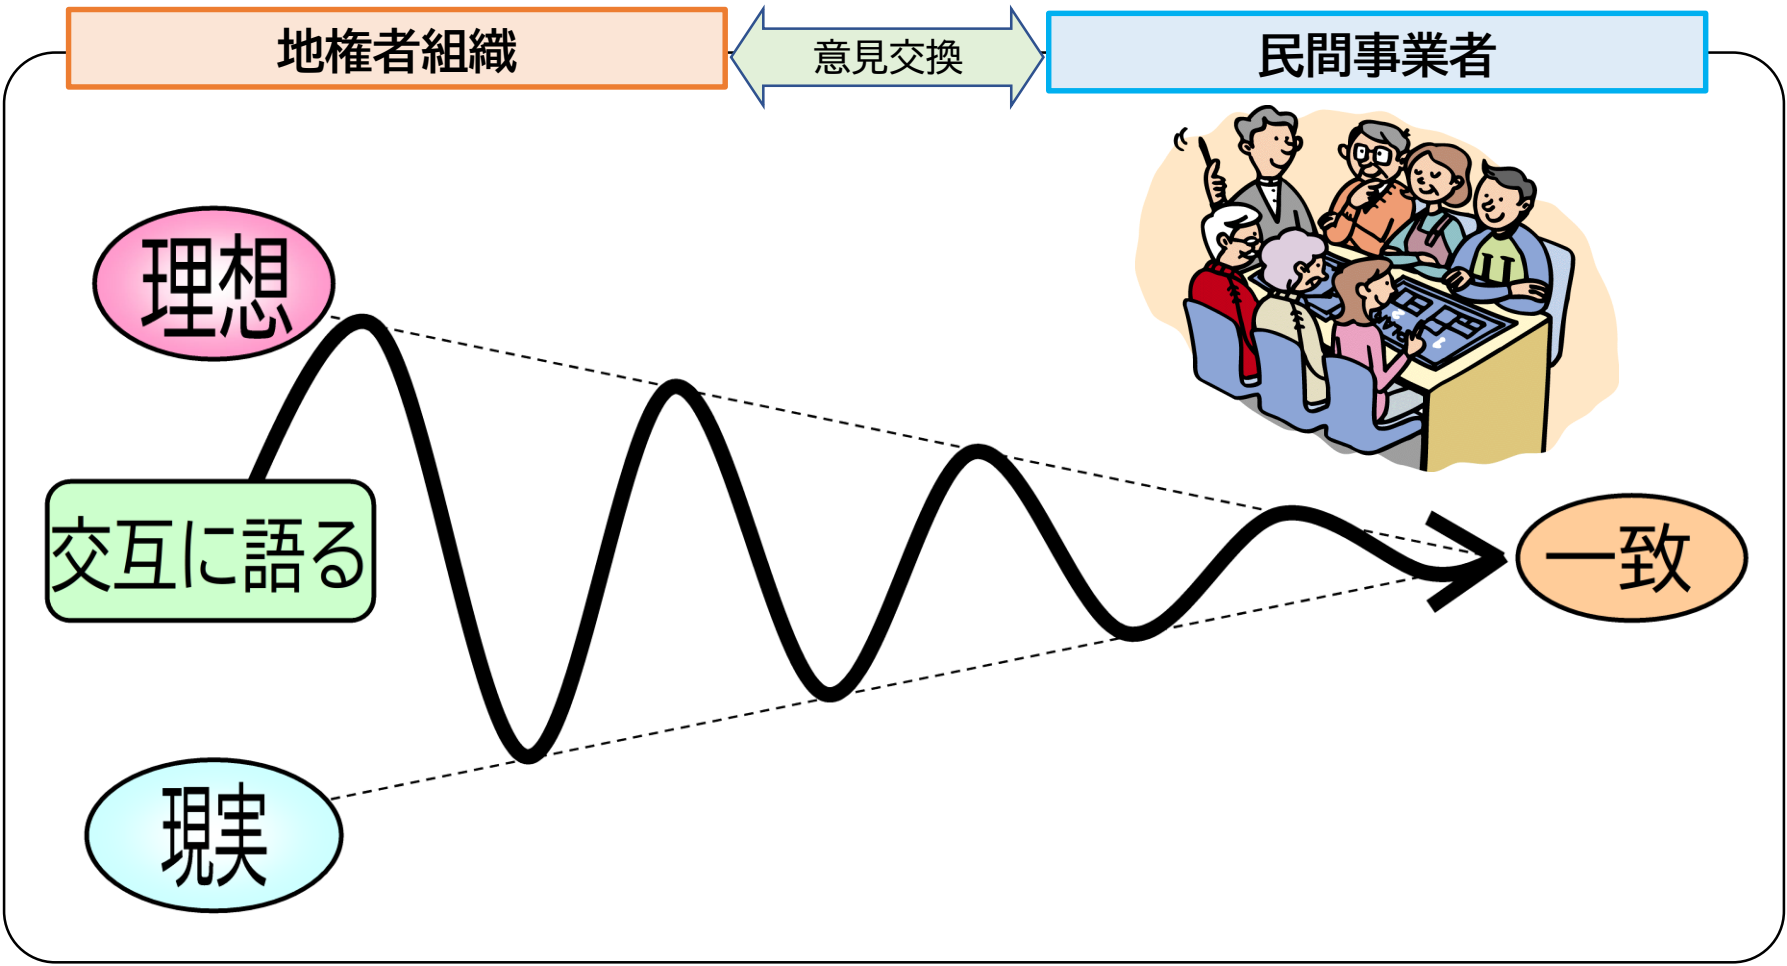 地権者組織
意見交換
民間事業者
理想
交互に語る
一致
現実
PLAN